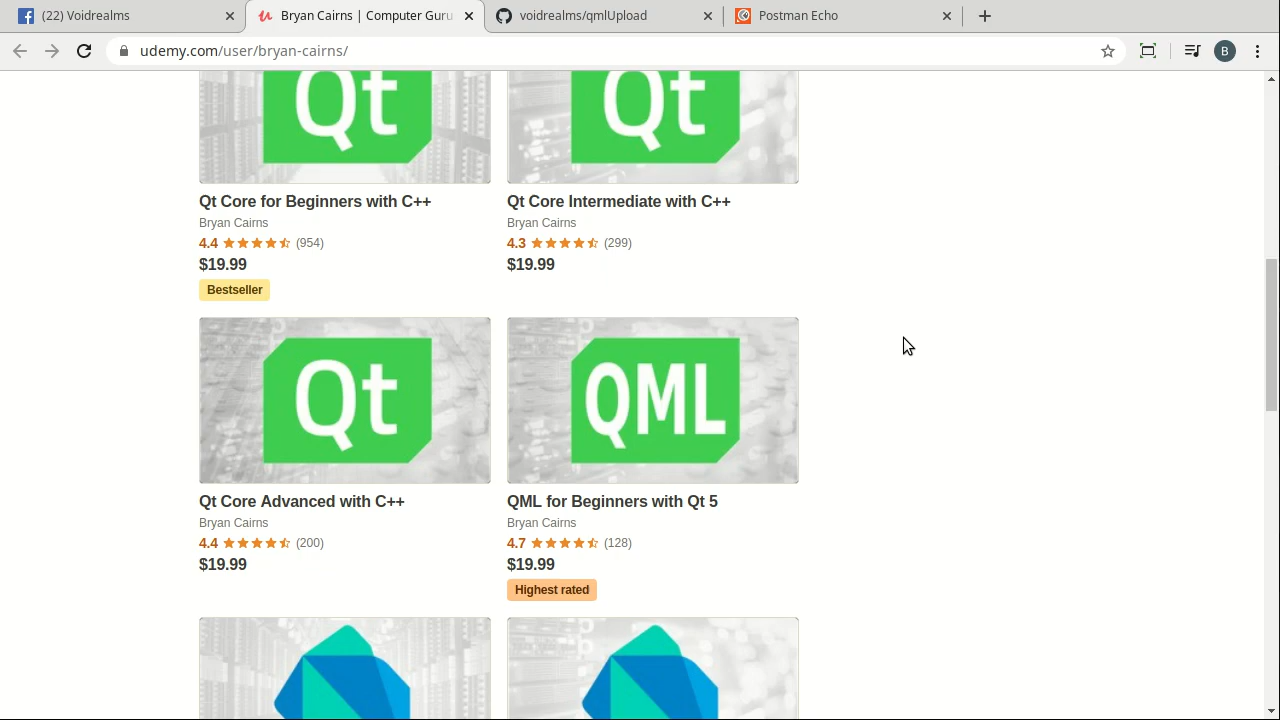 (22) Voidrealms
Bryan Cairns | Computer Guru
voidrealms/qmlUpload
Postman Echo
udemy.com/user/bryan-cairns/
B
Qt
Qt
Qt Core for Beginners with C++
Bryan Cairns
4.4 (954)
$19.99
Bestseller
Qt Core Intermediate with C++
Bryan Cairns
4.3 (299)
$19.99
Qt
QML
Qt Core Advanced with C++
Bryan Cairns
4.4 (200)
$19.99
QML for Beginners with Qt 5
Bryan Cairns
4.7 (128)
$19.99
Highest rated